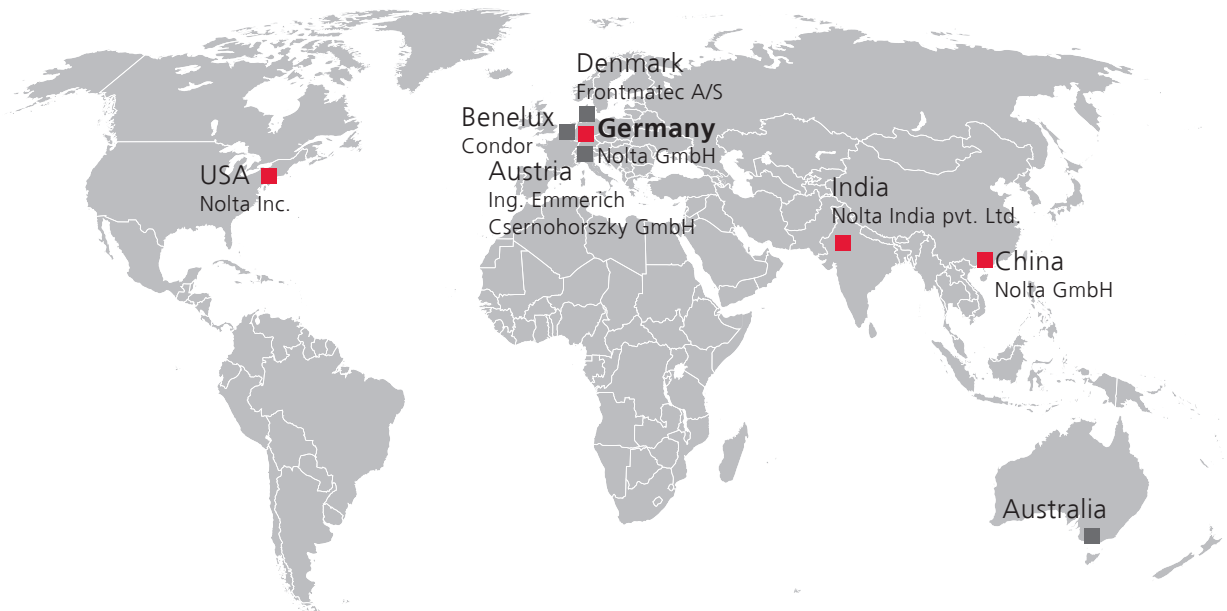 Denmark
Frontmatec A/S
Benelux
Condor
Germany
Nolta GmbH
Austria
Ing. Emmerich
Csernohorszky GmbH
USA
Nolta Inc.
India
Nolta India pvt. Ltd.
China
Nolta GmbH
Australia